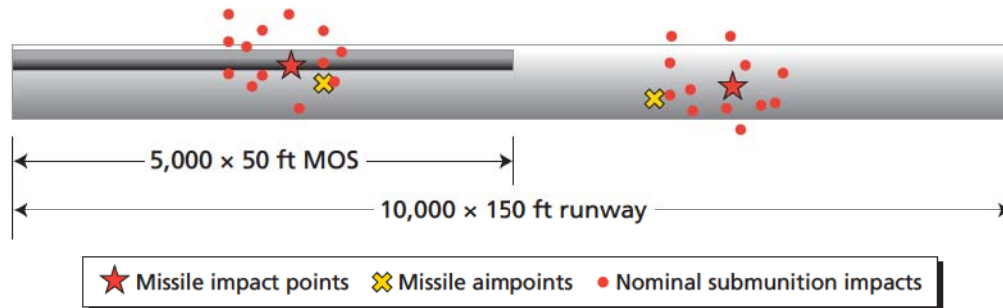 5,000 × 50 ft MOS
10,000 × 150 ft runway
Missile impact points Missile aimpoints Nominal submunition impacts